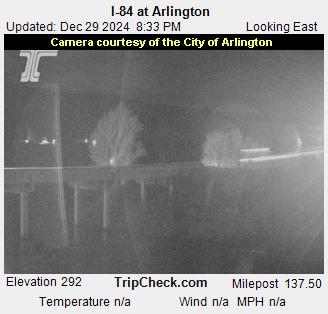 I-84 at Arlington
Updated: Dec 29 2024 8:33 PM Looking East
Camera courtesy of the City of Arlington
Elevation 292 TripCheck.com Milepost 137.50
Temperature n/a Wind n/a MPH n/a